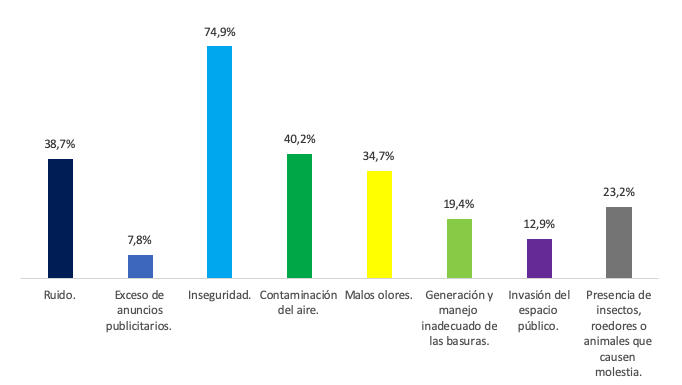 74,9%
38,7%
40,2%
34,7%
23,2%
19,4%
12,9%
7,8%
Ruido.
Exceso de
anuncios
publicitarios.
Inseguridad.
Contaminación
del aire.
Malos olores.
Generación y
manejo
inadecuado de
las basuras.
Invasión del
espacio
público.
Presencia de
insectos,
roedores o
animales que
causen
molestia.